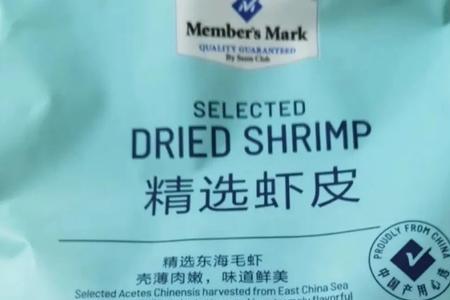 Member's Mark
QUALITY GUARANTEED
By Sam's Club
SELECTED
DRIED SHRIMP
精选虾皮
精选东海毛虾
壳薄肉嫩，味道鲜美
Selected Acetes Chinensis harvested from East China Sea
flavorful
PROUDLY FROM CHINA
中国产用心选